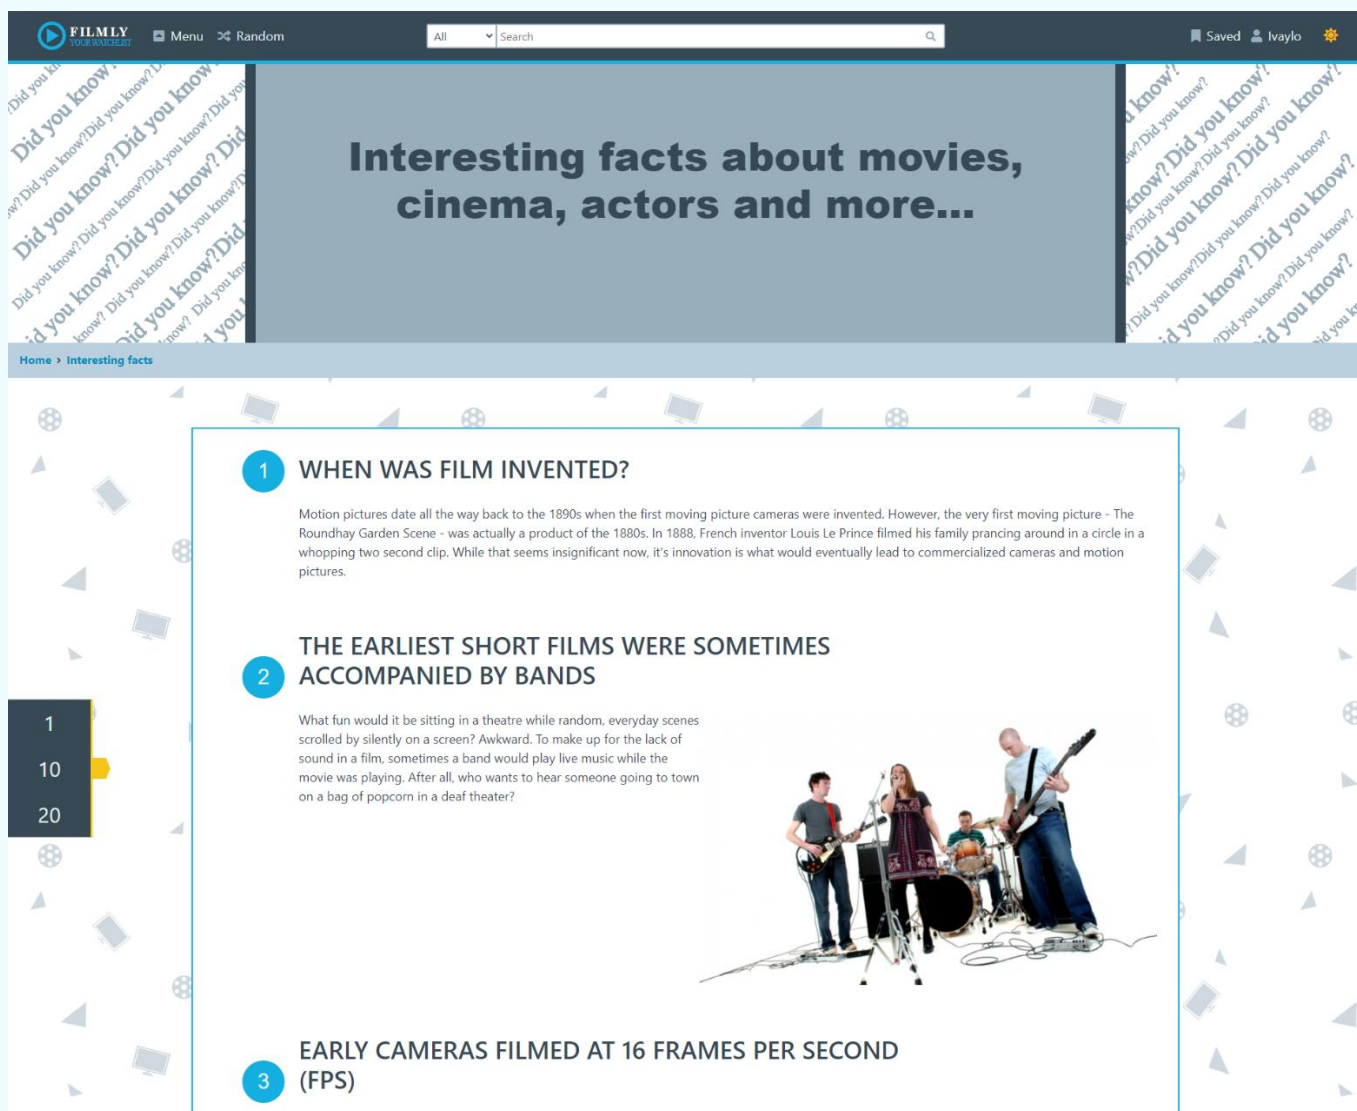 FILMLY
YOUR WATCHLIST
Menu
Random
All
Search
Saved
Ivaylo
Did you know?
Interesting facts about movies,
cinema, actors and more...
Did you know?
Home › Interesting facts
1
WHEN WAS FILM INVENTED?
Motion pictures date all the way back to the 1890s when the first moving picture cameras were invented. However, the very first moving picture - The
Roundhay Garden Scene - was actually a product of the 1880s. In 1888, French inventor Louis Le Prince filmed his family prancing around in a circle in a
whopping two second clip. While that seems insignificant now, it's innovation is what would eventually lead to commercialized cameras and motion
pictures.
2
THE EARLIEST SHORT FILMS WERE SOMETIMES
ACCOMPANIED BY BANDS
What fun would it be sitting in a theatre while random, everyday scenes
scrolled by silently on a screen? Awkward. To make up for the lack of
sound in a film, sometimes a band would play live music while the
movie was playing. After all, who wants to hear someone going to town
on a bag of popcorn in a deaf theater?
1
10
20
3
EARLY CAMERAS FILMED AT 16 FRAMES PER SECOND
(FPS)